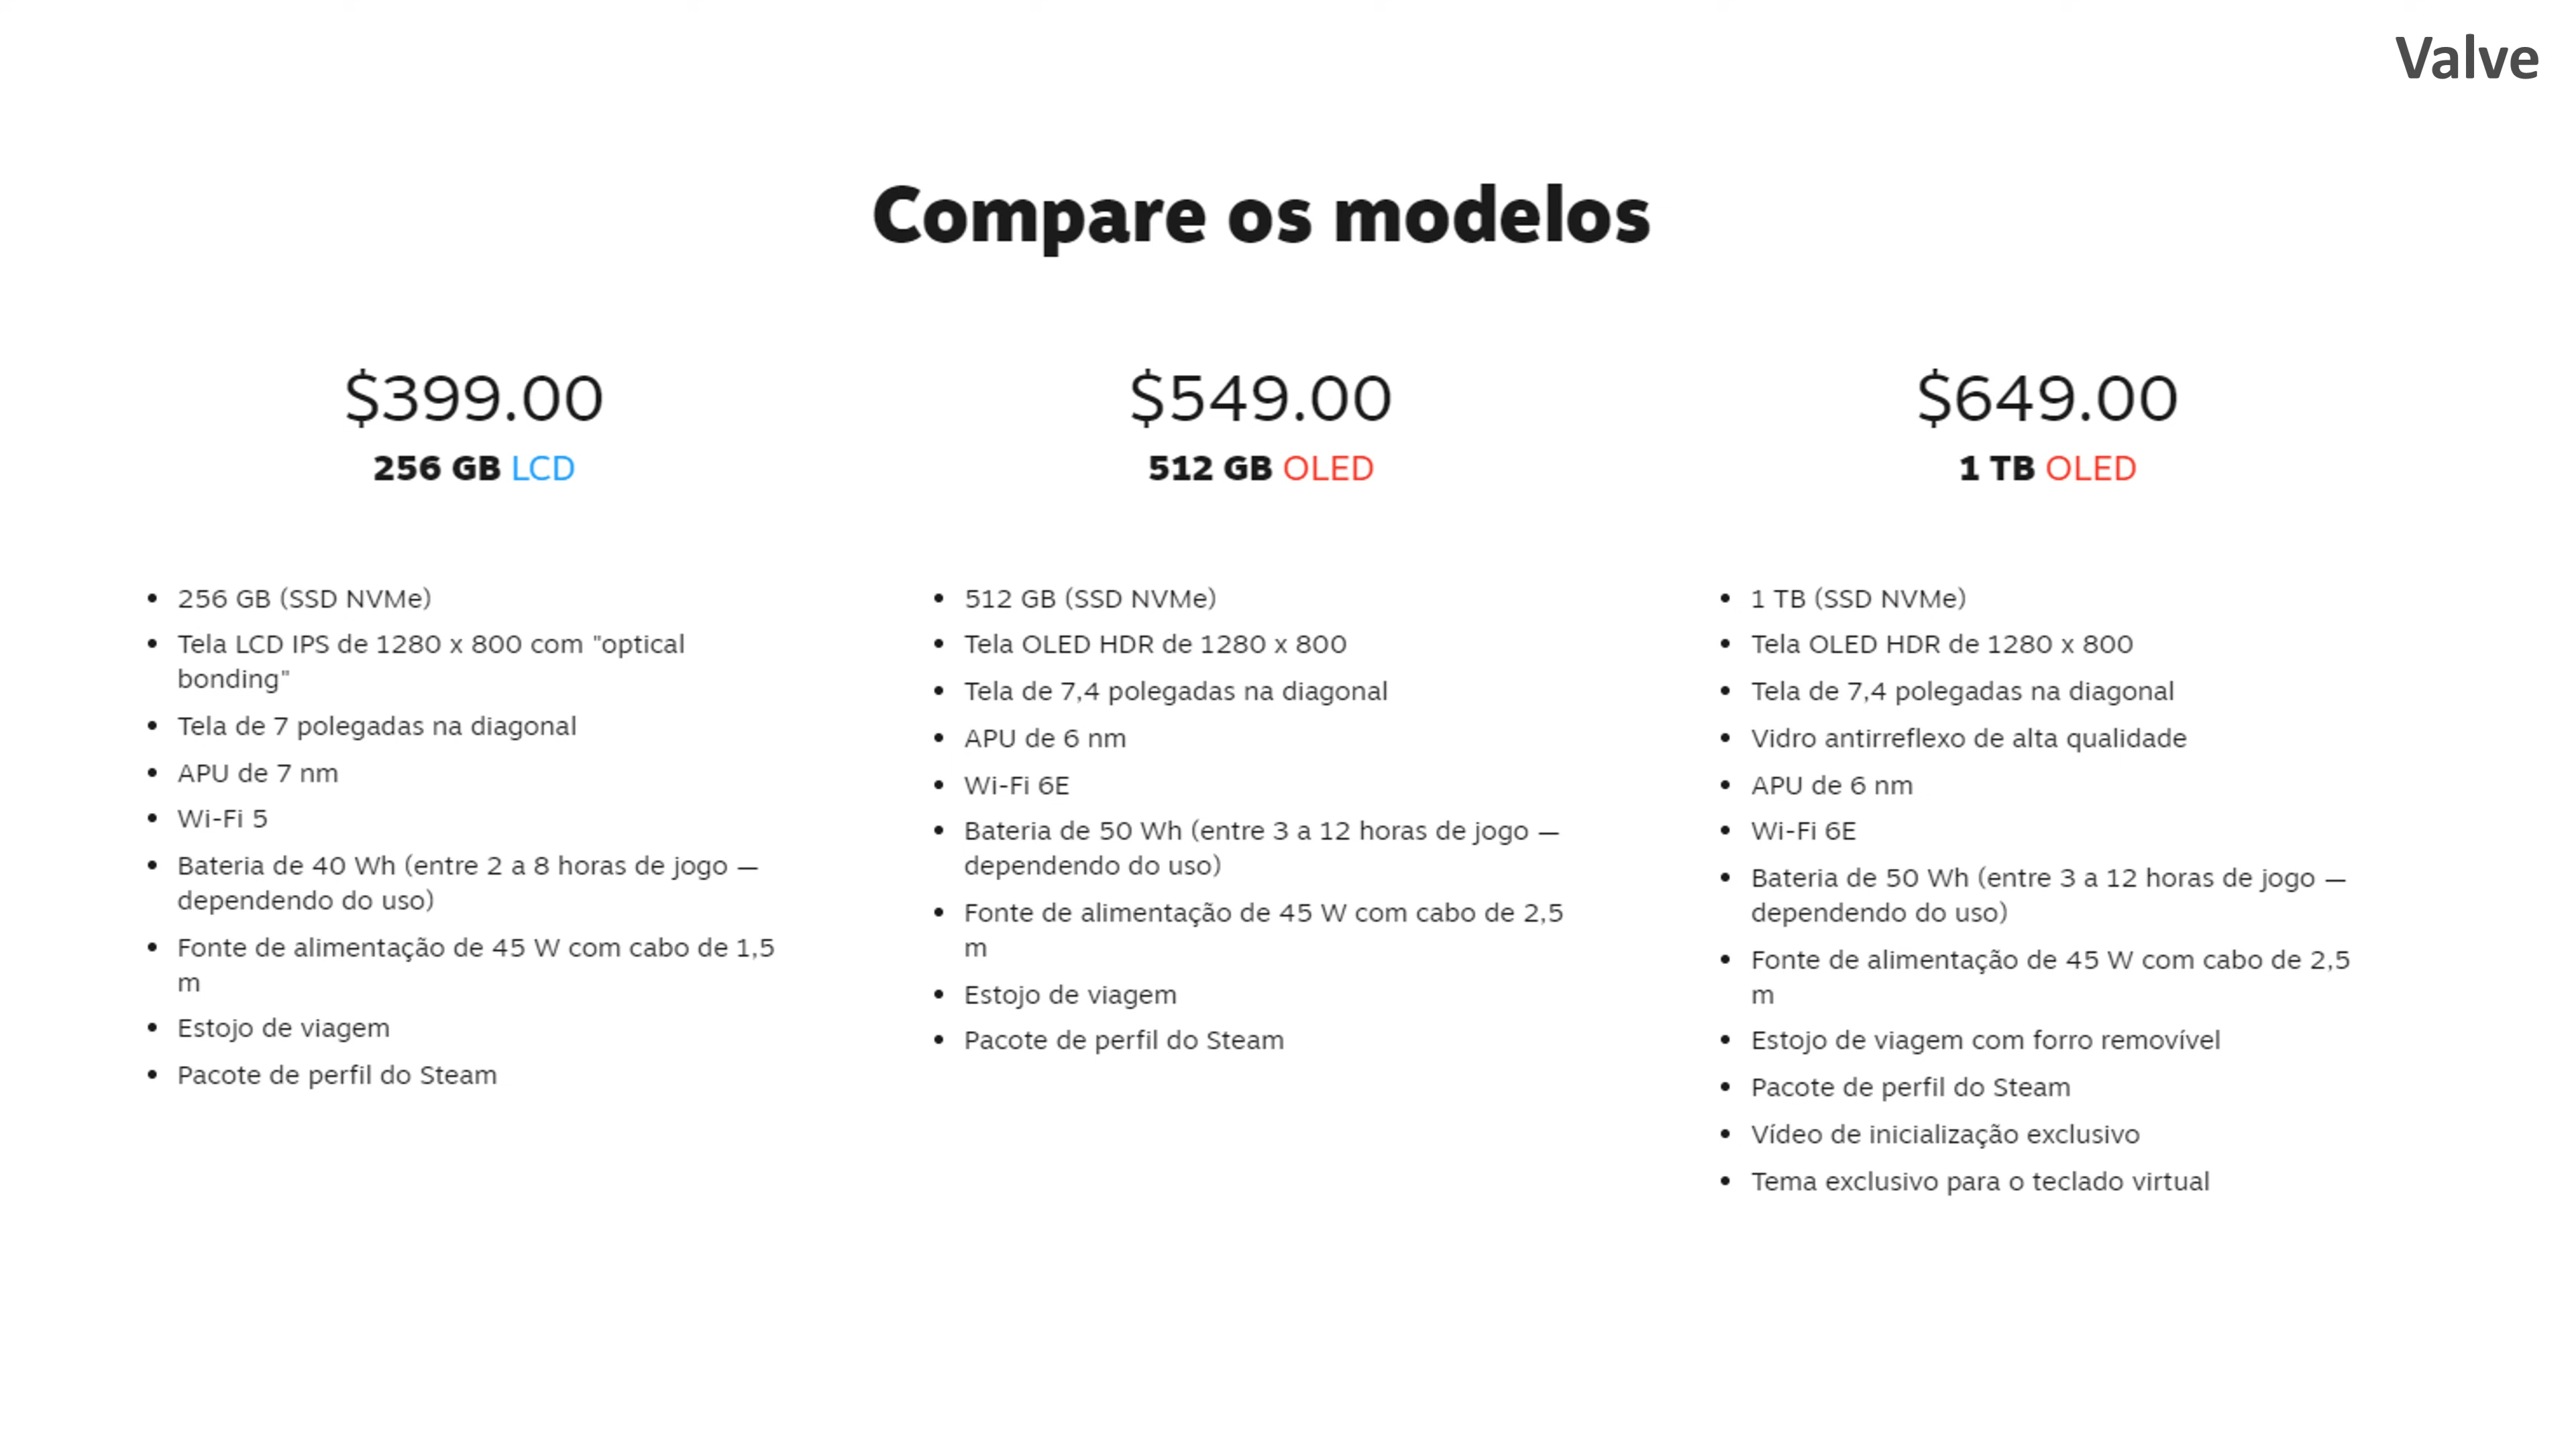 Valve
Compare os modelos
$399.00
256 GB LCD
256 GB (SSD NVMe)
Tela LCD IPS de 1280 x 800 com "optical
bonding"
Tela de 7 polegadas na diagonal
APU de 7 nm
Wi-Fi 5
Bateria de 40 Wh (entre 2 a 8 horas de jogo —
dependendo do uso)
Fonte de alimentação de 45 W com cabo de 1,5
m
Estojo de viagem
Pacote de perfil do Steam
$549.00
512 GB OLED
512 GB (SSD NVMe)
Tela OLED HDR de 1280 x 800
Tela de 7,4 polegadas na diagonal
APU de 6 nm
Wi-Fi 6E
Bateria de 50 Wh (entre 3 a 12 horas de jogo —
dependendo do uso)
Fonte de alimentação de 45 W com cabo de 2,5
m
Estojo de viagem
Pacote de perfil do Steam
$649.00
1 TB OLED
1 TB (SSD NVMe)
Tela OLED HDR de 1280 x 800
Tela de 7,4 polegadas na diagonal
Vidro antirreflexo de alta qualidade
APU de 6 nm
Wi-Fi 6E
Bateria de 50 Wh (entre 3 a 12 horas de jogo —
dependendo do uso)
Fonte de alimentação de 45 W com cabo de 2,5
m
Estojo de viagem com forro removível
Pacote de perfil do Steam
Vídeo de inicialização exclusivo
Tema exclusivo para o teclado virtual